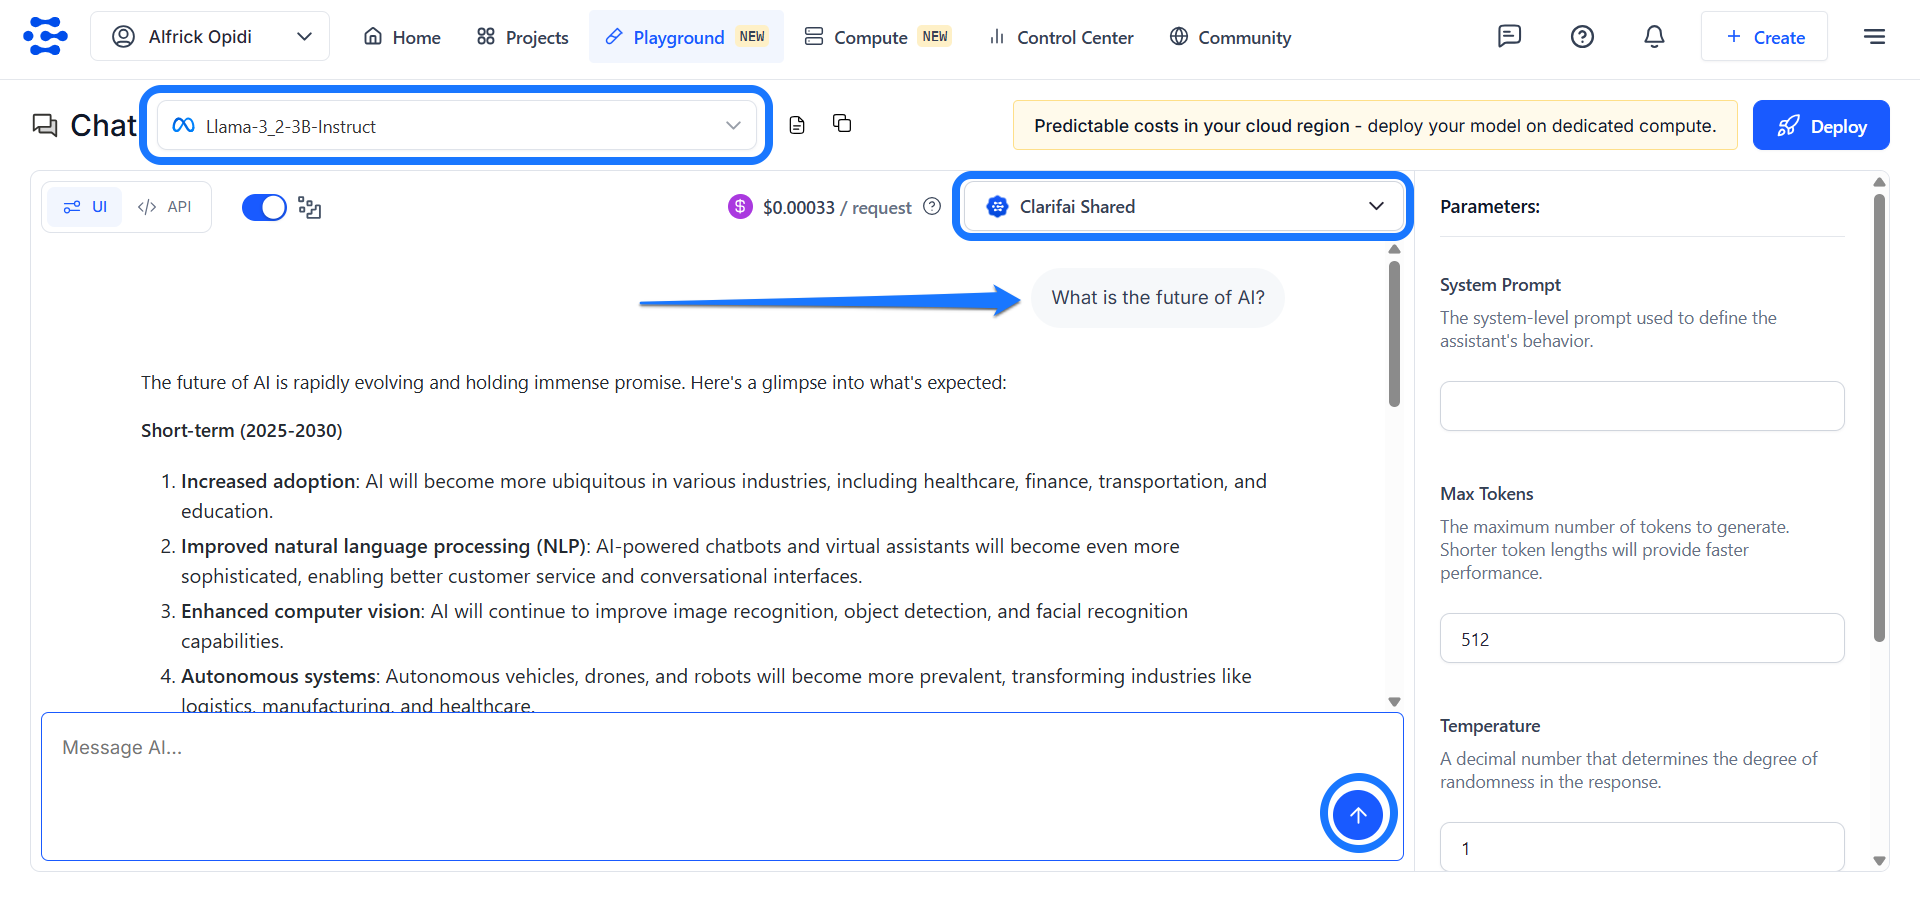 Alfrick Opidi
Home
Projects
Playground NEW
Compute NEW
Control Center
Community
+ Create
Chat
Llama-3_2-3B-Instruct
Predictable costs in your cloud region - deploy your model on dedicated compute.
Deploy
UI
API
$0.00033 / request
Clarifai Shared
What is the future of AI?
The future of AI is rapidly evolving and holding immense promise. Here's a glimpse into what's expected:
Short-term (2025-2030)
1. Increased adoption: AI will become more ubiquitous in various industries, including healthcare, finance, transportation, and
education.
2. Improved natural language processing (NLP): AI-powered chatbots and virtual assistants will become even more
sophisticated, enabling better customer service and conversational interfaces.
3. Enhanced computer vision: AI will continue to improve image recognition, object detection, and facial recognition
capabilities.
4. Autonomous systems: Autonomous vehicles, drones, and robots will become more prevalent, transforming industries like
logistics, manufacturing, and healthcare.
Message AI...
Parameters:
System Prompt
The system-level prompt used to define the
assistant's behavior.
Max Tokens
The maximum number of tokens to generate.
Shorter token lengths will provide faster
performance.
512
Temperature
A decimal number that determines the degree of
randomness in the response.
1